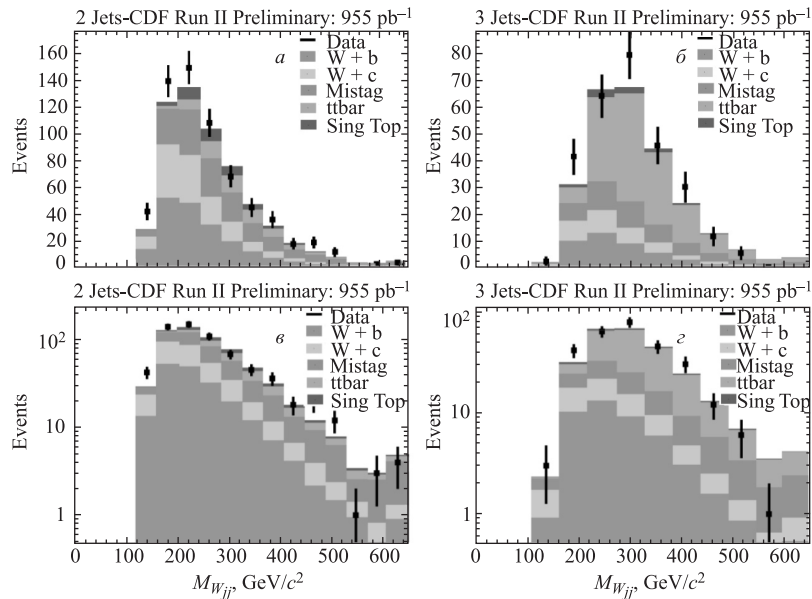 2 Jets-CDF Run II Preliminary: 955 pb⁻¹
Events
160
140
120
100
80
60
40
20
0
а
Data
W + b
W + c
Mistag
ttbar
Sing Top
3 Jets-CDF Run II Preliminary: 955 pb⁻¹
Events
80
70
60
50
40
30
20
10
0
б
Data
W + b
W + c
Mistag
ttbar
Sing Top
2 Jets-CDF Run II Preliminary: 955 pb⁻¹
Events
10²
10
1
в
Data
W + b
W + c
Mistag
ttbar
Sing Top
0 100 200 300 400 500 600
M_{Wjj}, GeV/c²
3 Jets-CDF Run II Preliminary: 955 pb⁻¹
Events
10²
10
1
г
Data
W + b
W + c
Mistag
ttbar
Sing Top
0 100 200 300 400 500 600
M_{Wjj}, GeV/c²